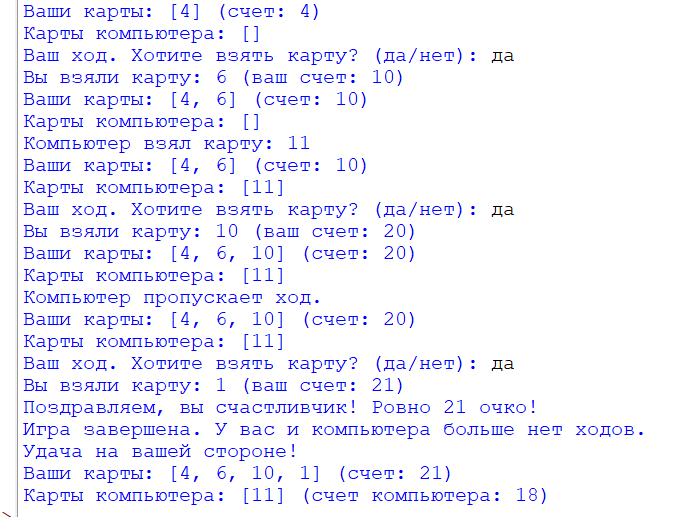 Ваши карты: [4] (счет: 4)
Карты компьютера: []
Ваш ход. Хотите взять карту? (да/нет): да
Вы взяли карту: 6 (ваш счет: 10)
Ваши карты: [4, 6] (счет: 10)
Карты компьютера: []
Компьютер взял карту: 11
Ваши карты: [4, 6] (счет: 10)
Карты компьютера: [11]
Ваш ход. Хотите взять карту? (да/нет): да
Вы взяли карту: 10 (ваш счет: 20)
Ваши карты: [4, 6, 10] (счет: 20)
Карты компьютера: [11]
Компьютер пропускает ход.
Ваши карты: [4, 6, 10] (счет: 20)
Карты компьютера: [11]
Ваш ход. Хотите взять карту? (да/нет): да
Вы взяли карту: 1 (ваш счет: 21)
Поздравляем, вы счастливчик! Ровно 21 очко!
Игра завершена. У вас и компьютера больше нет ходов.
Удача на вашей стороне!
Ваши карты: [4, 6, 10, 1] (счет: 21)
Карты компьютера: [11] (счет компьютера: 18)